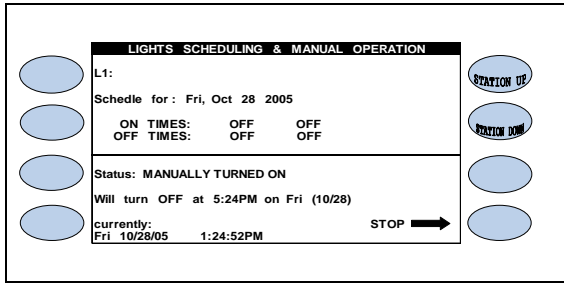 LIGHTS SCHEDULING & MANUAL OPERATION
L1:
STATION UP
Schedle for : Fri, Oct 28 2005
ON TIMES: OFF OFF
STATION DOWN
OFF TIMES: OFF OFF
Status: MANUALLY TURNED ON
Will turn OFF at 5:24PM on Fri (10/28)
currently: STOP
Fri 10/28/05 1:24:52PM